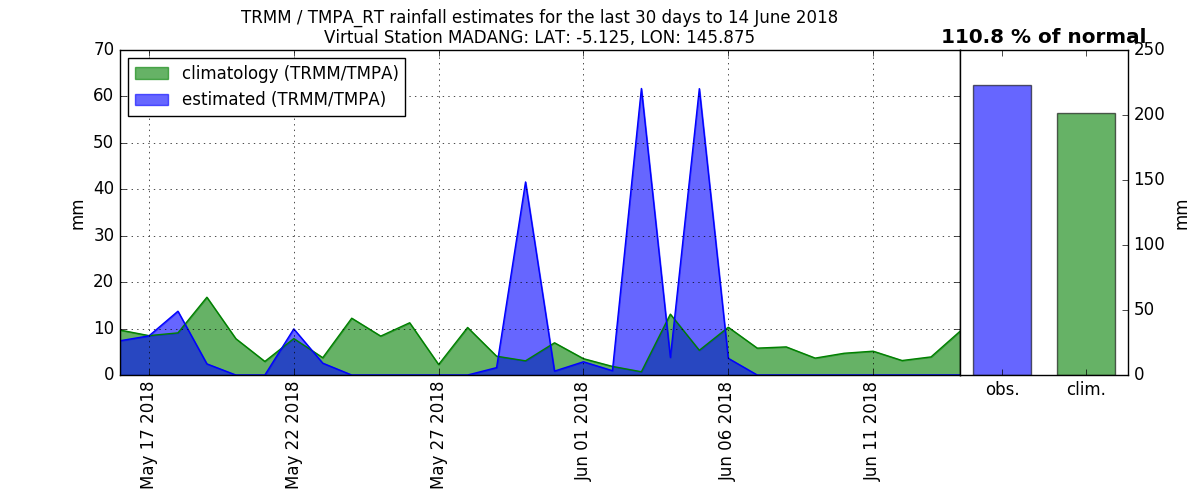 TRMM / TMPA_RT rainfall estimates for the last 30 days to 14 June 2018
Virtual Station MADANG: LAT: -5.125, LON: 145.875
110.8 % of normal
climatology (TRMM/TMPA)
estimated (TRMM/TMPA)
70
60
50
40
30
20
10
0
mm
May 17 2018
May 22 2018
May 27 2018
Jun 01 2018
Jun 06 2018
Jun 11 2018
250
200
150
100
50
0
mm
obs.
clim.